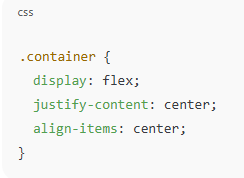 css
.container {
  display: flex;
  justify-content: center;
  align-items: center;
}